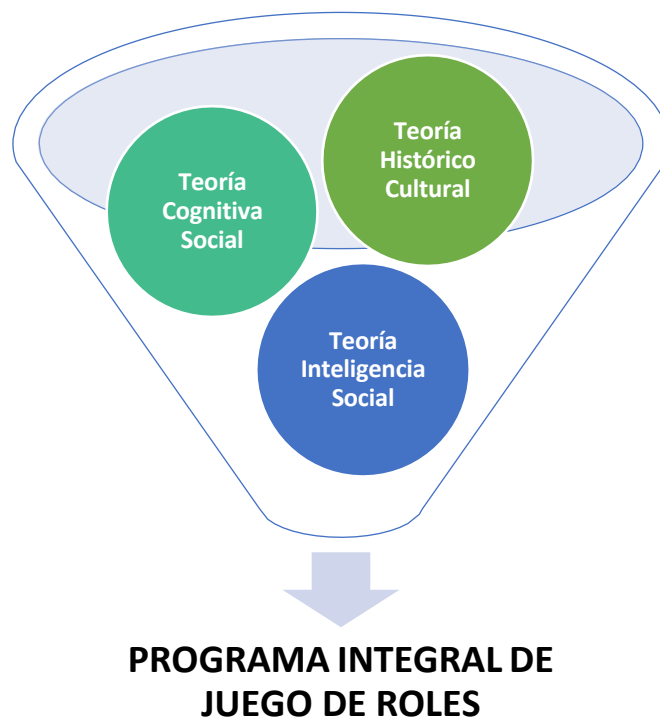 Teoría
Histórico
Cultural
Teoría
Cognitiva
Social
Teoría
Inteligencia
Social
PROGRAMA INTEGRAL DE
JUEGO DE ROLES